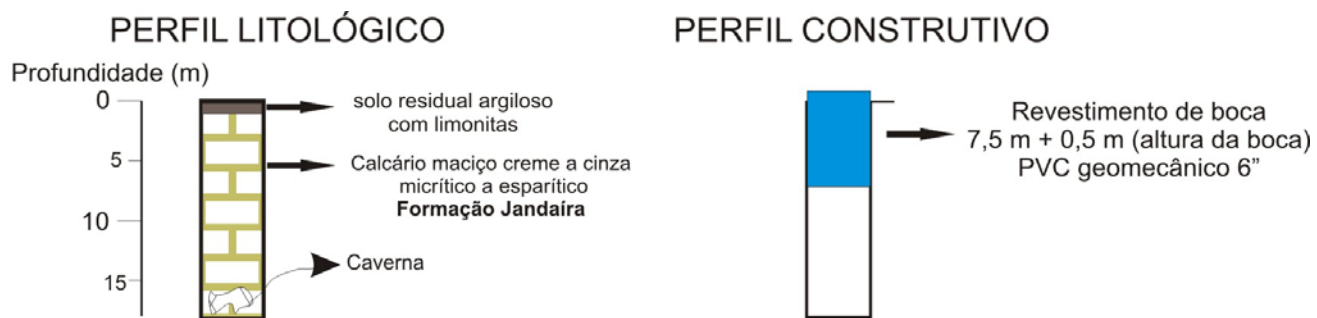 PERFIL LITOLÓGICO
Profundidade (m)
0
5
10
15
solo residual argiloso
com limonitas
Calcário maciço creme a cinza
micrítico a esparítico
Formação Jandaíra
Caverna
PERFIL CONSTRUTIVO
Revestimento de boca
7,5 m + 0,5 m (altura da boca)
PVC geomecânico 6”